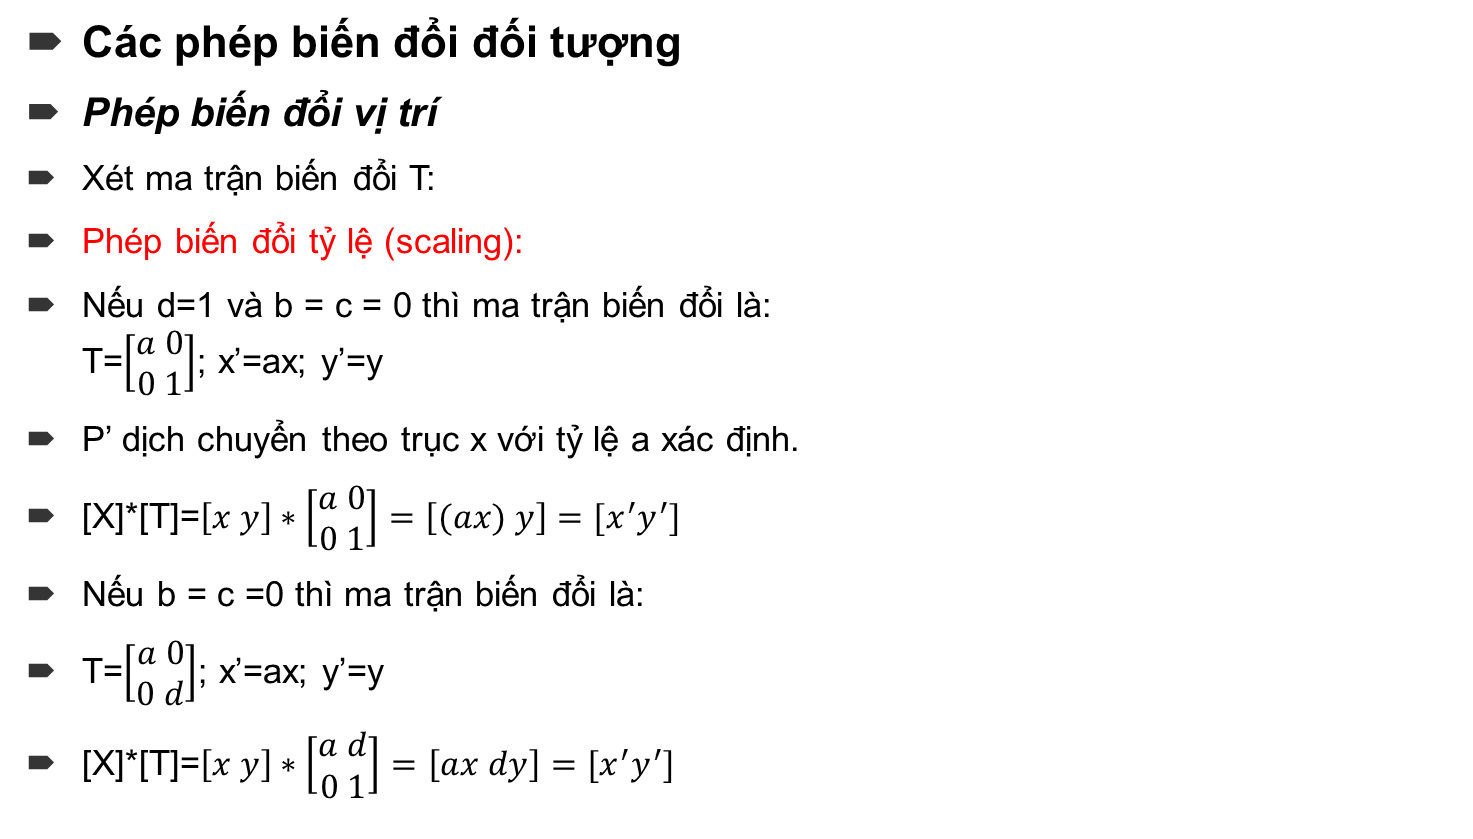 Các phép biến đổi đối tượng
Phép biến đổi vị trí
Xét ma trận biến đổi T:
Phép biến đổi tỷ lệ (scaling):
Nếu d=1 và b = c = 0 thì ma trận biến đổi là:
T=[a 0
0 1]; x’=ax; y’=y
P’ dịch chuyển theo trục x với tỷ lệ a xác định.
[X]*[T]=[x y] ∗ [a 0
0 1] = [(ax) y] = [x′y′]
Nếu b = c =0 thì ma trận biến đổi là:
T=[a 0
0 d]; x’=ax; y’=y
[X]*[T]=[x y] ∗ [a d
0 1] = [ax dy] = [x′y′]